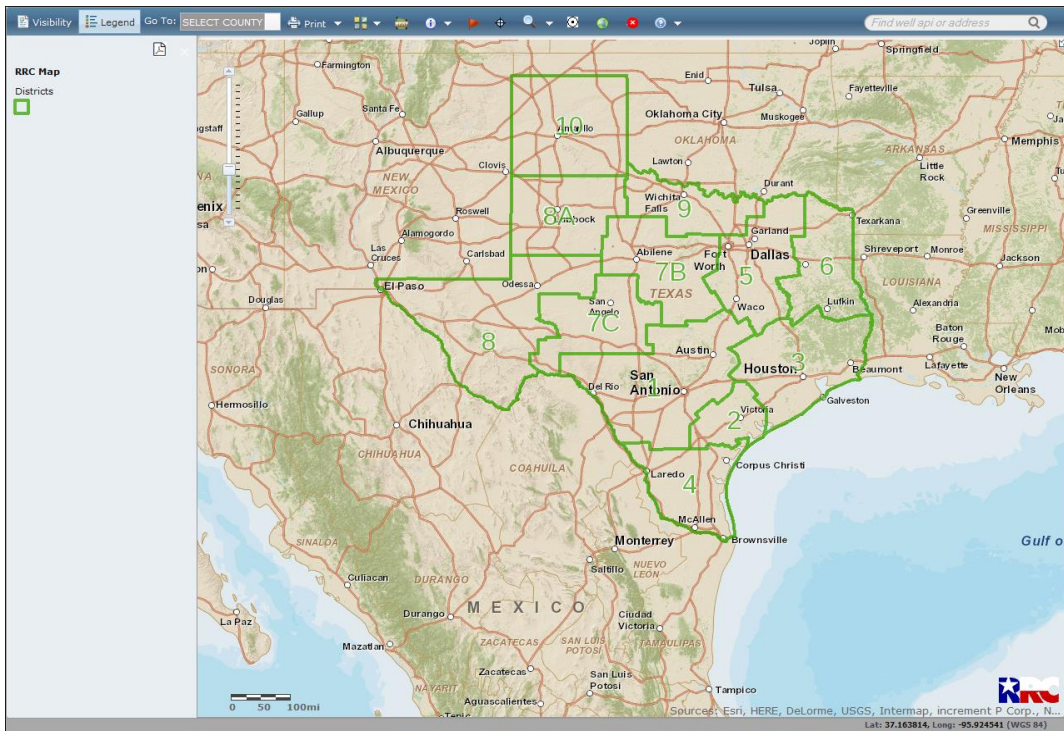 Visibility
Legend
Go To:
SELECT COUNTY
Print
Find well api or address
RRC Map
Districts
Joplin
Springfield
Farmington
Enid
Tulsa
Fayetteville
Gallup
Santa Fe
Oklahoma City
Muskogee
OKLAHOMA
10
Albuquerque
ARKANSAS
Memphis
Little
Rock
Clovis
Lawton
NEW
MEXICO
Durant
Wichita
Falls
9
8A
Roswell
Texarkana
Greenville
MISSISSIPPI
Alamogordo
Garland
Dallas
Las
Cruces
Carlsbad
Abilene
Fort
Worth
Shreveport
Monroe
Jackson
7B
5
6
El Paso
Odessa
TEXAS
LOUISIANA
Douglas
San
Angelo
Waco
Lufkin
Alexandria
7C
Baton
Rouge
8
Austin
3
SONORA
Houston
Beaumont
Lafayette
New
Orleans
San
Antonio
1
Del Rio
Hermosillo
Galveston
Chihuahua
2
Victoria
CHIHUAHUA
COAHUILA
Corpus Christi
Laredo
4
McAllen
Brownsville
Monterrey
SINALOA
Saltillo
NUEVO
LEÓN
Culiacan
DURANGO
MEXICO
Durango
Ciudad
Victoria
La Paz
Mazatlan
ZACATECAS
SAN LUIS
POTOSI
TAMAULIPAS
Zacatecas
San Luis
Potosi
NAYARIT
Tampico
Aguascalientes
RRC
0 50 100mi
Sources: Esri, HERE, DeLorme, USGS, Intermap, increment P Corp., N...
Lat: 37.163814, Long: -95.924541 (WGS 84)